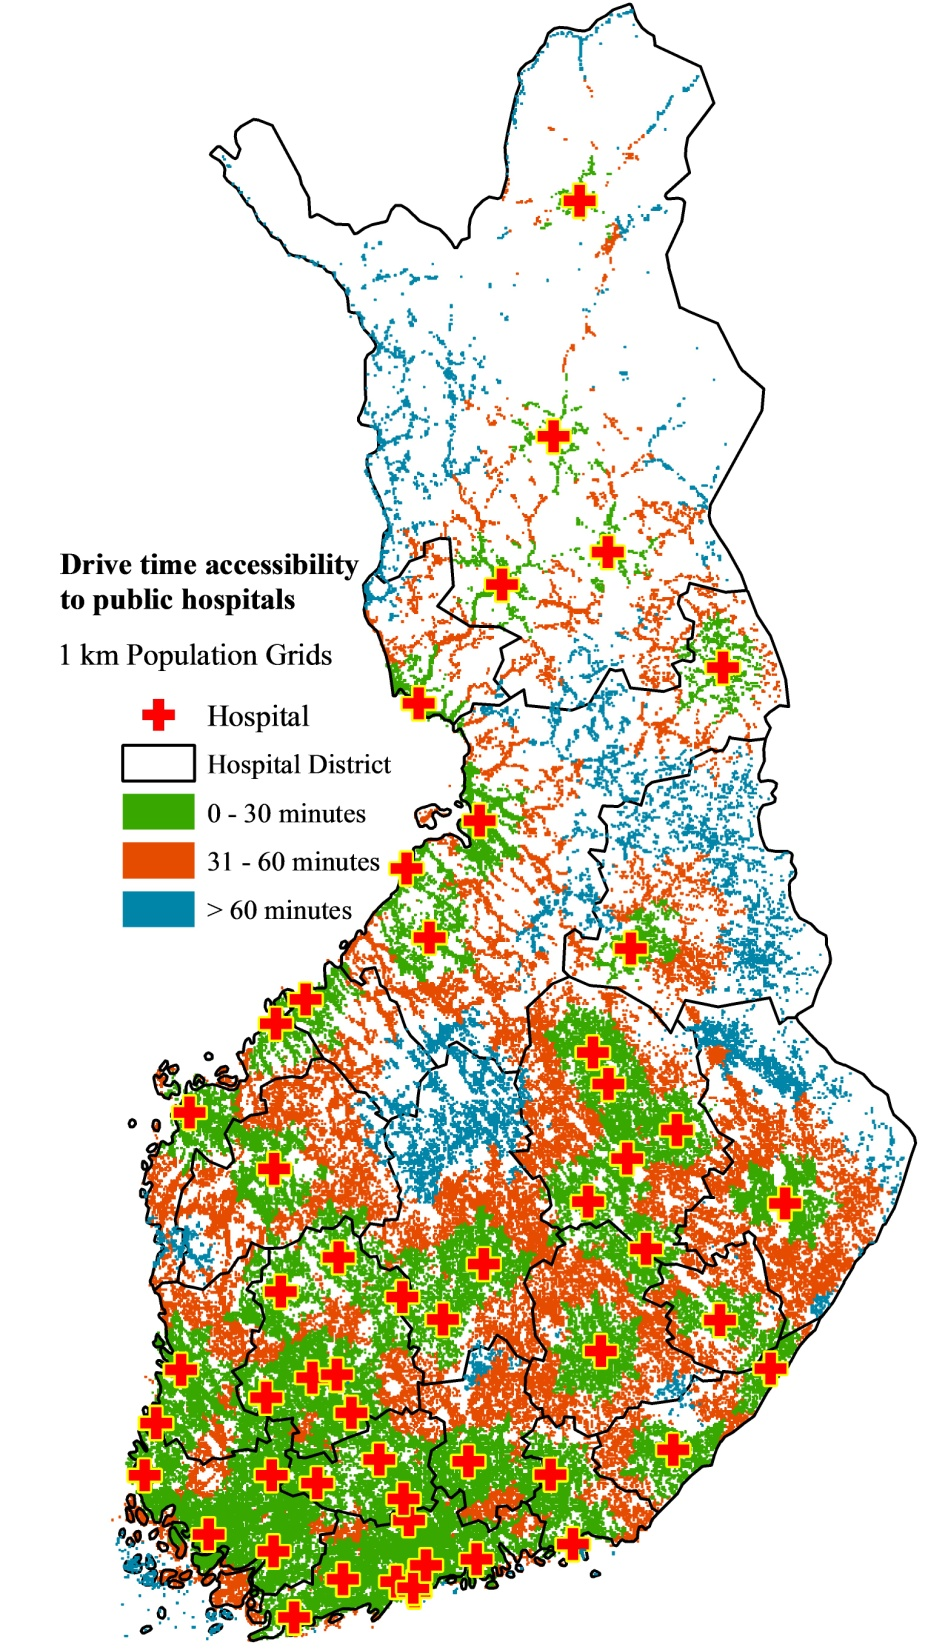 Drive time accessibility
to public hospitals
1 km Population Grids
Hospital
Hospital District
0 - 30 minutes
31 - 60 minutes
> 60 minutes